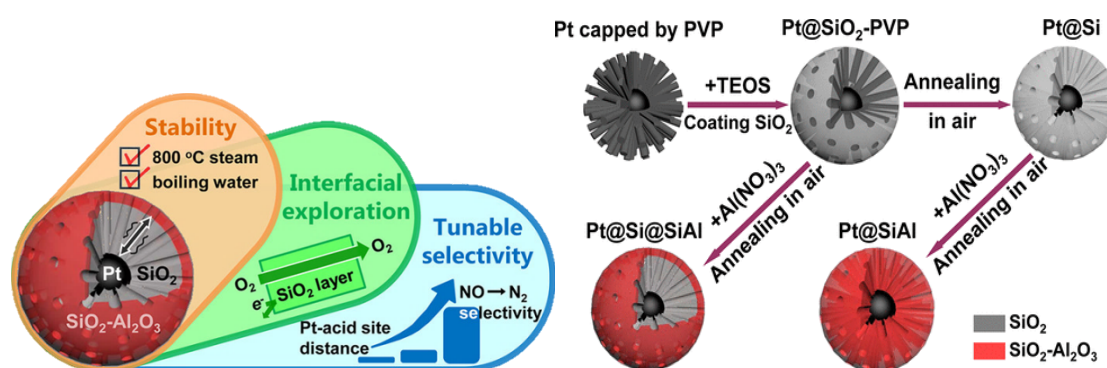 Stability
800 °C steam
boiling water
Interfacial
exploration
O₂
O₂
SiO₂ layer
e⁻
Tunable
selectivity
NO→N₂
selectivity
Pt-acid site
distance
Pt
SiO₂
SiO₂-Al₂O₃
Pt capped by PVP
+TEOS
Coating SiO₂
Pt@SiO₂-PVP
Annealing
in air
Pt@Si
+Al(NO₃)₃
Annealing in air
+Al(NO₃)₃
Annealing in air
Pt@Si@SiAl
Pt@SiAl
SiO₂
SiO₂-Al₂O₃